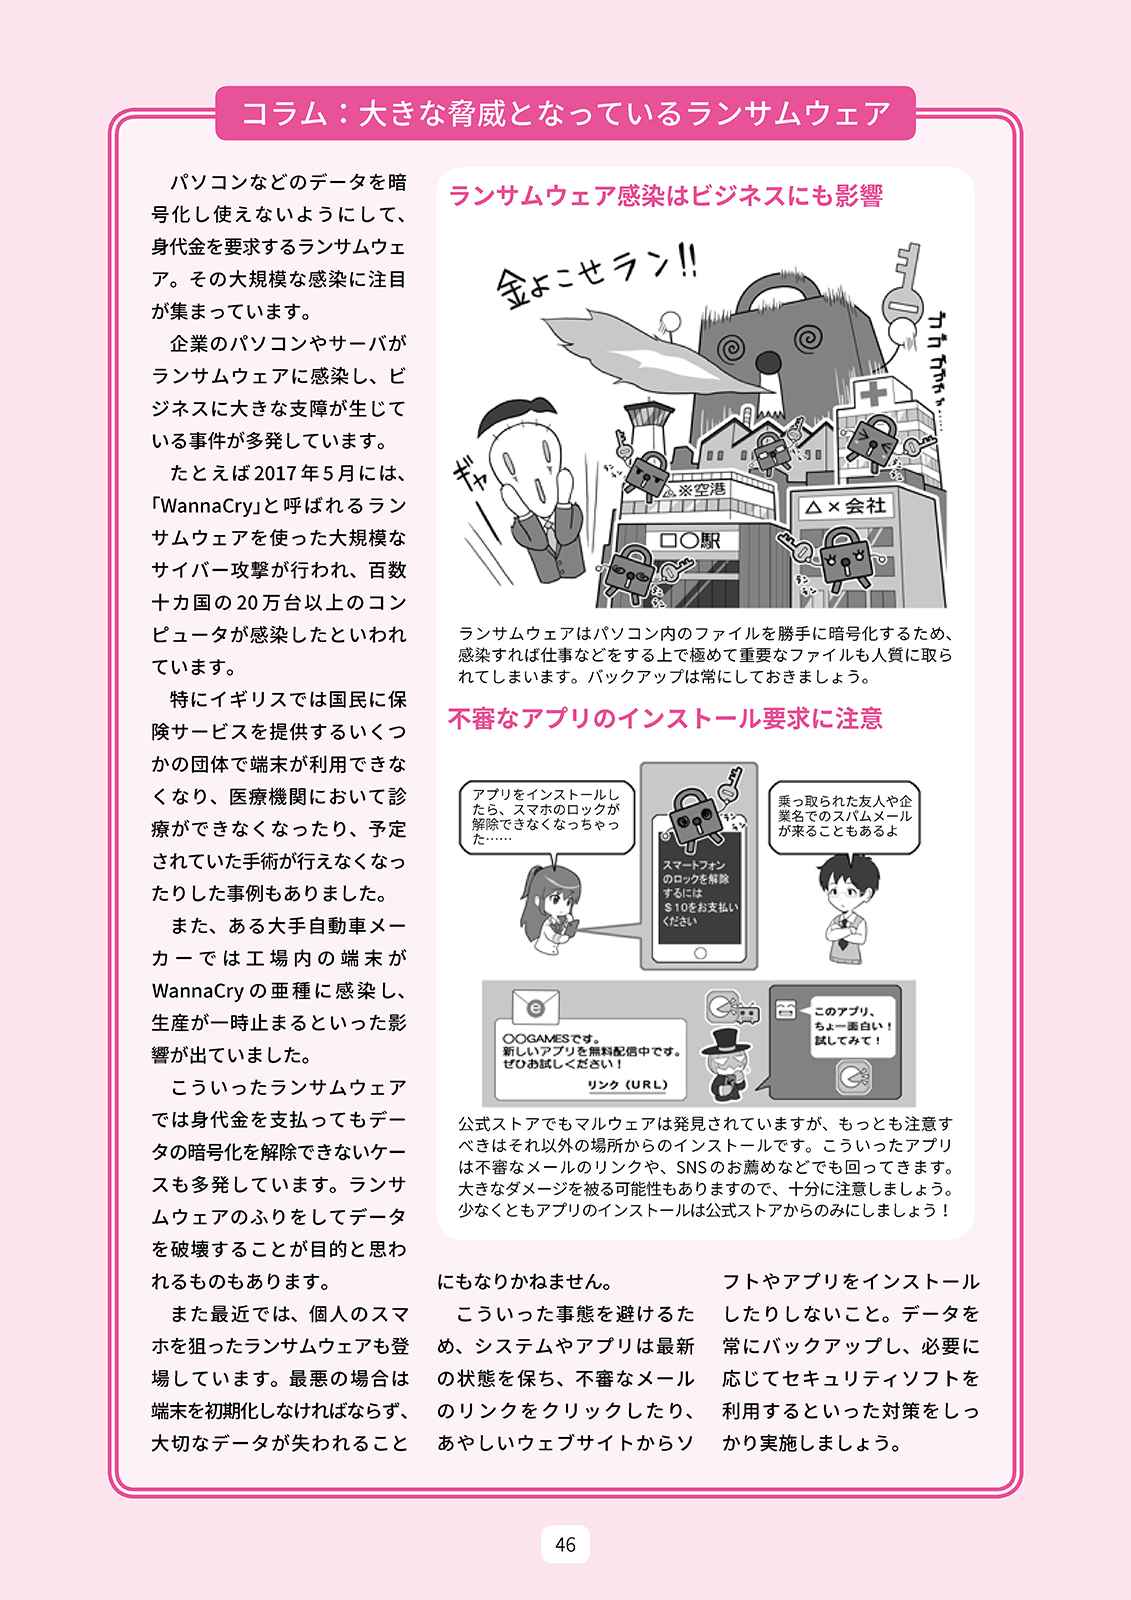 コラム：大きな脅威となっているランサムウェア
パソコンなどのデータを暗
号化し使えないようにして、
身代金を要求するランサムウェ
ア。その大規模な感染に注目
が集まっています。
企業のパソコンやサーバが
ランサムウェアに感染し、ビ
ジネスに大きな支障が生じて
いる事件が多発しています。
たとえば2017年5月には、
「WannaCry」と呼ばれるラン
サムウェアを使った大規模な
サイバー攻撃が行われ、百数
十カ国の20万台以上のコン
ピュータが感染したといわれ
ています。
特にイギリスでは国民に保
険サービスを提供するいくつ
かの団体で端末が利用できな
くなり、医療機関において診
療ができなくなったり、予定
されていた手術が行えなくなっ
たりした事例もありました。
また、ある大手自動車メー
カーでは工場内の端末が
WannaCryの亜種に感染し、
生産が一時止まるといった影
響が出ていました。
こういったランサムウェア
では身代金を支払ってもデー
タの暗号化を解除できないケー
スも多発しています。ランサ
ムウェアのふりをしてデータ
を破壊することが目的と思わ
れるものもあります。
また最近では、個人のスマ
ホを狙ったランサムウェアも登
場しています。最悪の場合は
端末を初期化しなければならず、
大切なデータが失われること
にもなりかねません。
こういった事態を避けるた
め、システムやアプリは最新
の状態を保ち、不審なメール
のリンクをクリックしたり、
あやしいウェブサイトからソ
フトやアプリをインストール
したりしないこと。データを
常にバックアップし、必要に
応じてセキュリティソフトを
利用するといった対策をしっ
かり実施しましょう。
ランサムウェア感染はビジネスにも影響
金よこせラン!!
ギャー
△※空港
△×会社
□〇駅
ランサムウェアはパソコン内のファイルを勝手に暗号化するため、
感染すれば仕事などをする上で極めて重要なファイルも人質に取ら
れてしまいます。バックアップは常にしておきましょう。
不審なアプリのインストール要求に注意
アプリをインストールし
たら、スマホのロックが
解除できなくなっちゃっ
た……
スマートフォン
のロックを解除
するには
＄10をお支払い
ください
乗っ取られた友人や企
業名でのスパムメール
が来ることもあるよ
〇〇GAMESです。
新しいアプリを無料配信中です。
ぜひお試しください！
リンク（URL）
このアプリ、
ちょー面白い！
試してみて！
公式ストアでもマルウェアは発見されていますが、もっとも注意す
べきはそれ以外の場所からのインストールです。こういったアプリ
は不審なメールのリンクや、SNSのお薦めなどでも回ってきます。
大きなダメージを被る可能性もありますので、十分に注意しましょう。
少なくともアプリのインストールは公式ストアからのみにしましょう！
46